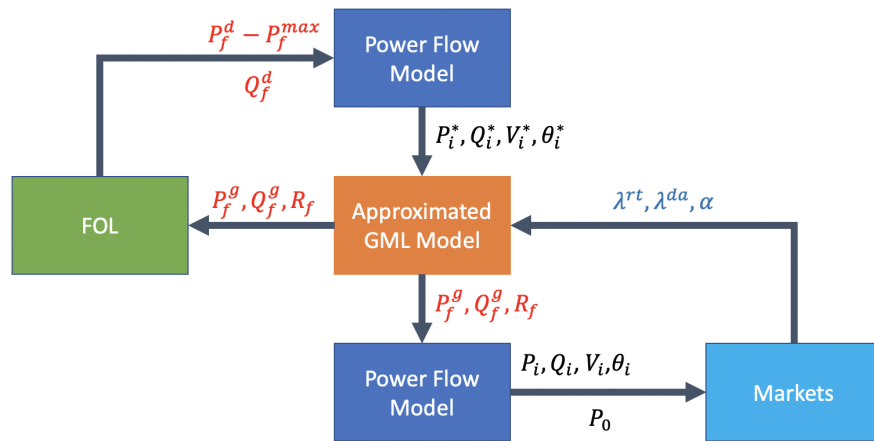 P_f^d − P_f^{max}
Q_f^d
Power Flow
Model
P_i^*, Q_i^*, V_i^*, θ_i^*
FOL
P_f^g, Q_f^g, R_f
Approximated
GML Model
λ^{rt}, λ^{da}, α
P_f^g, Q_f^g, R_f
Power Flow
Model
P_i, Q_i, V_i, θ_i
P_0
Markets